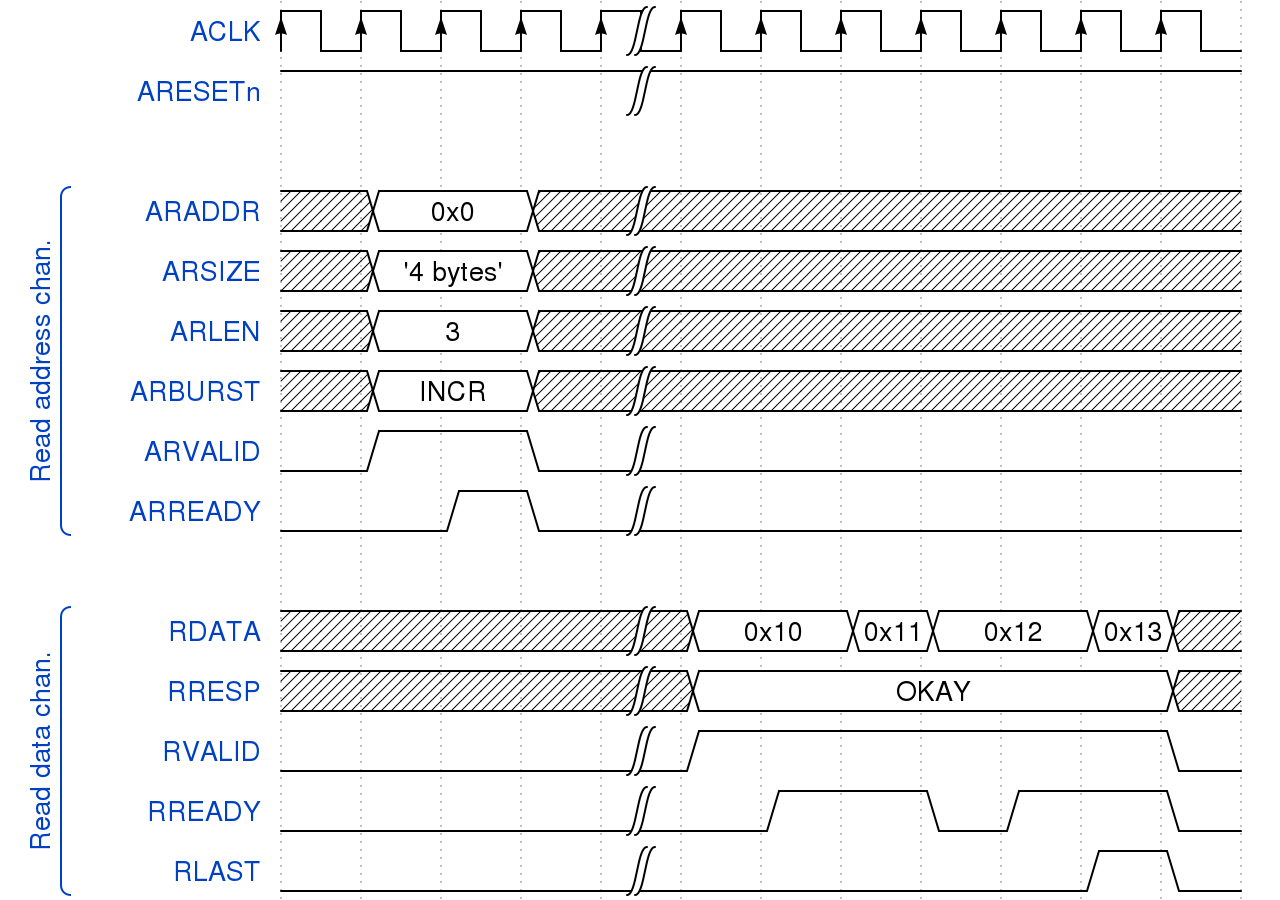 ACLK
ARESETn
Read address chan.
ARADDR 0x0
ARSIZE '4 bytes'
ARLEN 3
ARBURST INCR
ARVALID
ARREADY
Read data chan.
RDATA 0x10 0x11 0x12 0x13
RRESP OKAY
RVALID
RREADY
RLAST